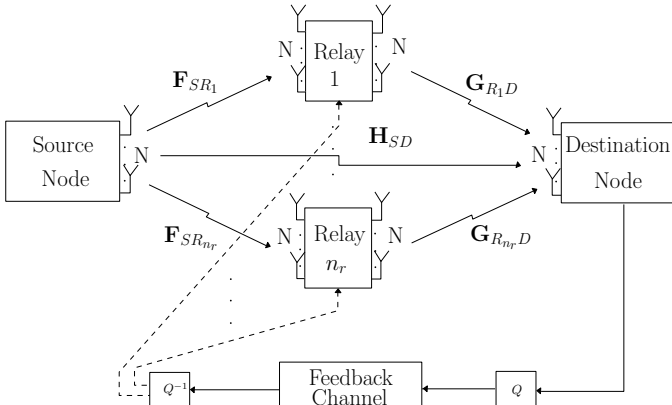 N Relay 1 N
𝐅_{SR_1}
𝐆_{R_1D}
Source Node N
𝐇_{SD}
N Destination Node
𝐅_{SR_{n_r}}
N Relay n_r N
𝐆_{R_{n_r}D}
Q⁻¹
Feedback Channel
Q